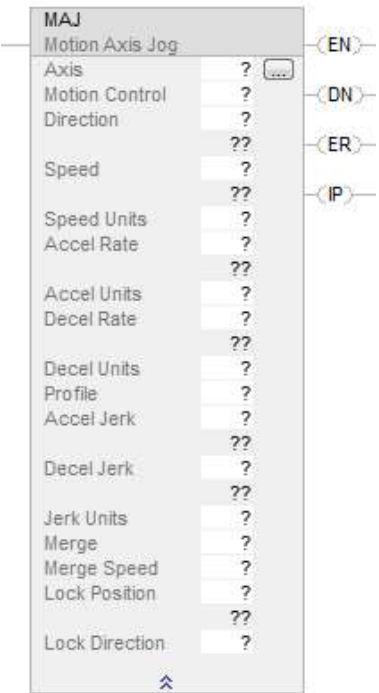 MAJ
Motion Axis Jog
(EN)
Axis ? ...
Motion Control ?
(DN)
Direction ?
??
(ER)
Speed ?
??
(IP)
Speed Units ?
Accel Rate ?
??
Accel Units ?
Decel Rate ?
??
Decel Units ?
Profile ?
Accel Jerk ?
??
Decel Jerk ?
??
Jerk Units ?
Merge ?
Merge Speed ?
Lock Position ?
??
Lock Direction ?